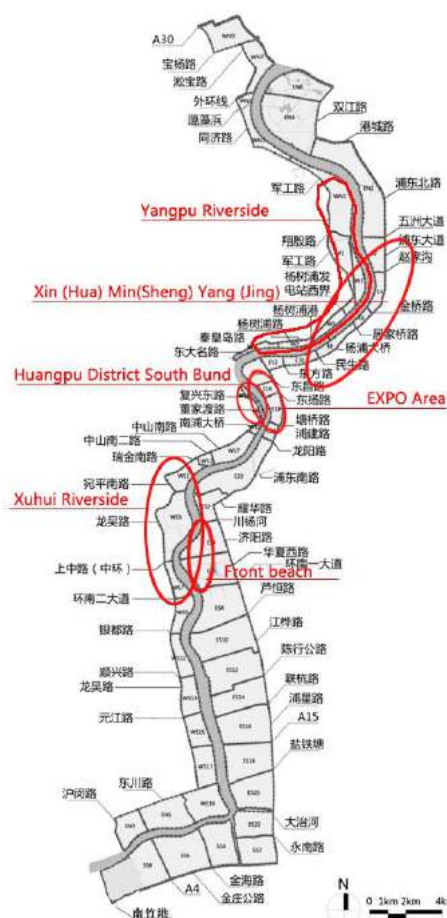 A30
宝杨路
淞宝路
外环线
蕰藻浜
同济路
双江路
港城路
军工路
浦东北路
Yangpu Riverside
五洲大道
翔殷路
浦东大道
军工路
赵家沟
杨树浦发
电站西界
Xin (Hua) Min(Sheng) Yang (Jing)
金桥路
杨树浦港
杨树浦路
居家桥路
秦皇岛路
杨浦大桥
东大名路
民生路
东方路
Huangpu District South Bund
东昌路
EXPO Area
复兴东路
东扬路
董家渡路
塘桥路
南浦大桥
浦建路
中山南路
龙阳路
中山南二路
瑞金南路
浦东南路
宛平南路
Xuhui Riverside
耀华路
川杨河
龙吴路
济阳路
华夏西路
上中路（中环）
环南一大道
Front beach
环南二大道
芦恒路
银都路
江桦路
陈行公路
顺兴路
联杭路
龙吴路
浦星路
元江路
A15
盐铁塘
东川路
沪闵路
大治河
永南路
金海路
A4
金庄公路
南竹港
N
0 1km 2km 4k